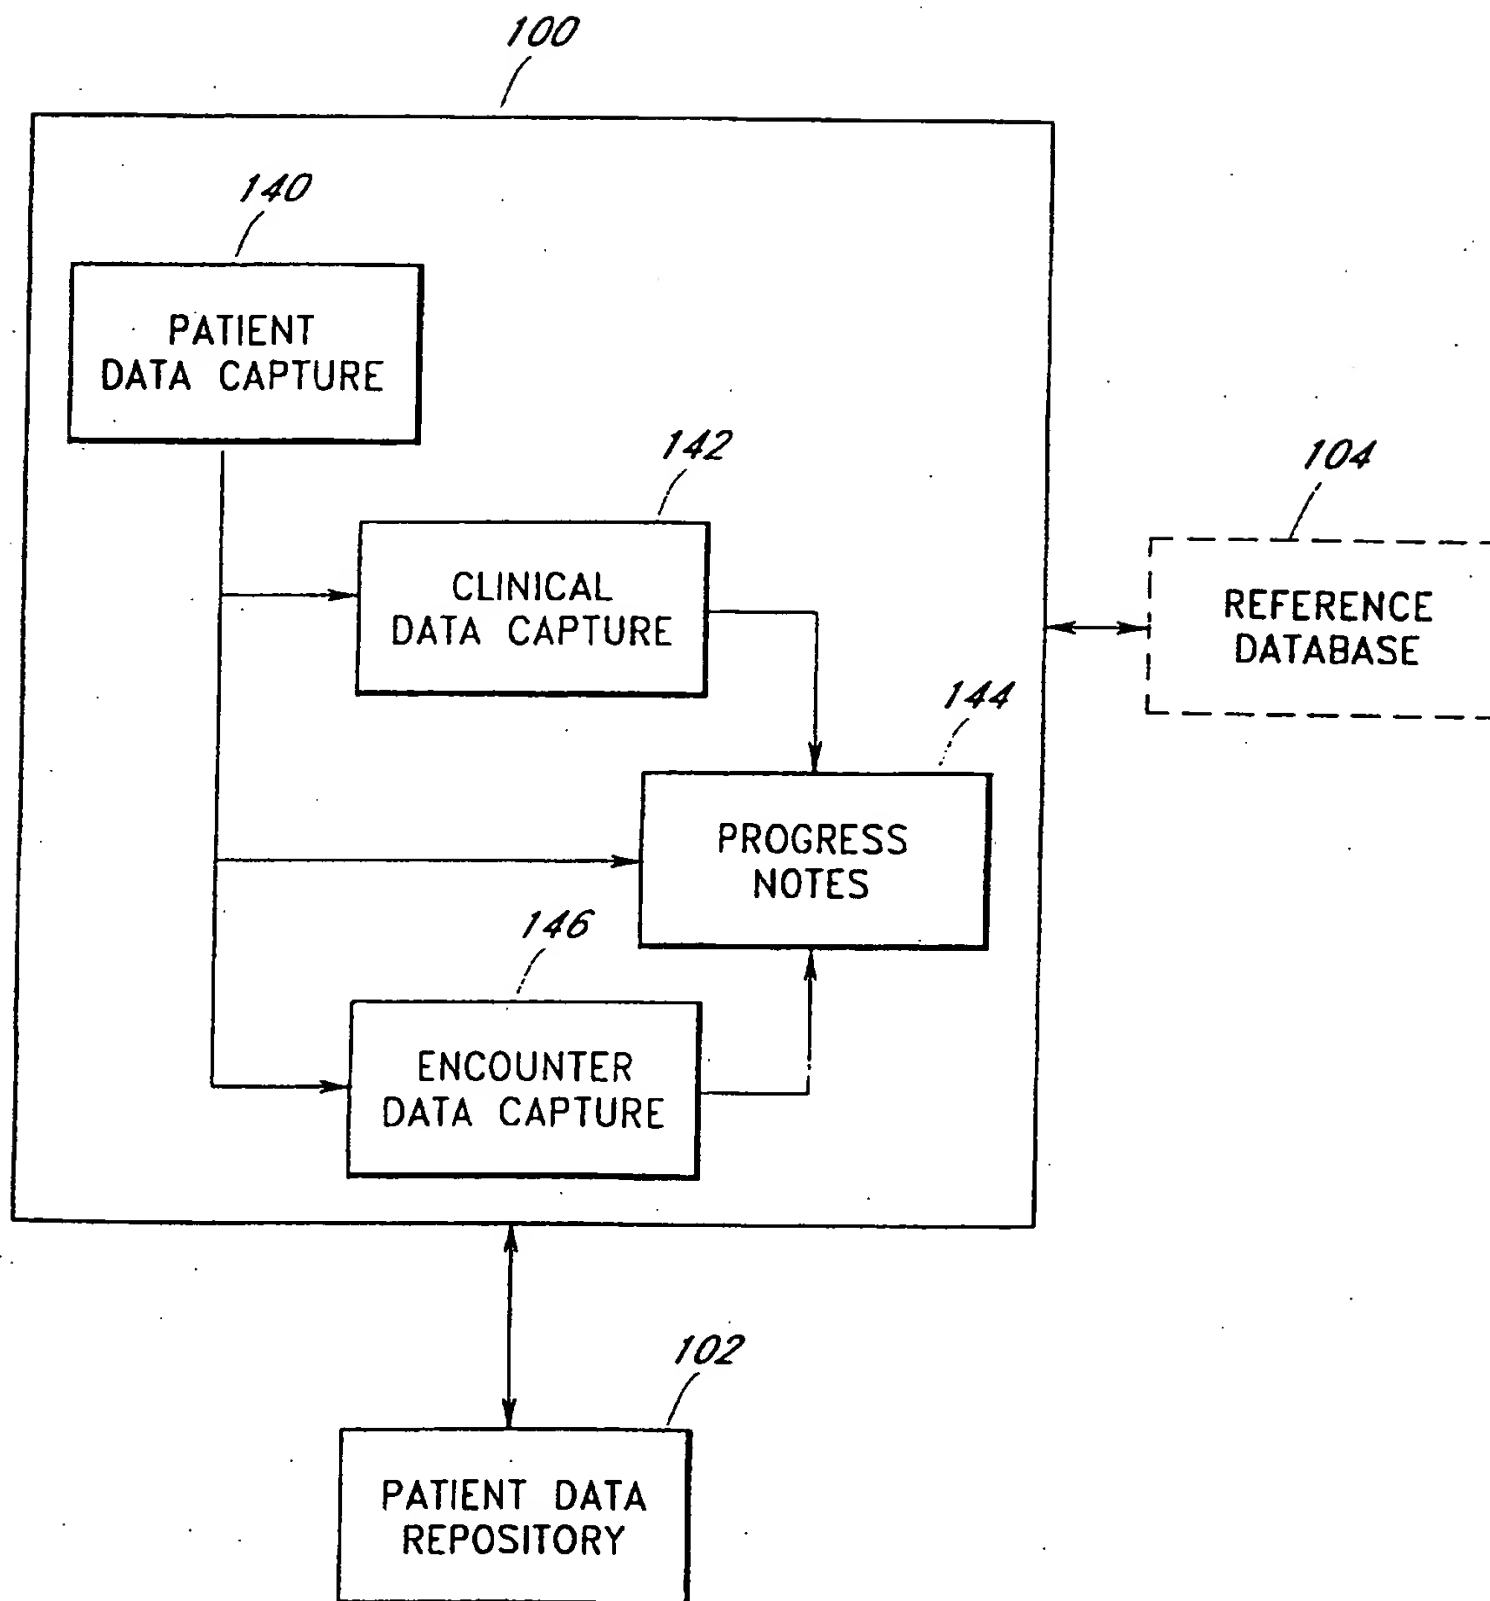 100
140
PATIENT
DATA CAPTURE
142
CLINICAL
DATA CAPTURE
104
REFERENCE
DATABASE
144
PROGRESS
NOTES
146
ENCOUNTER
DATA CAPTURE
102
PATIENT DATA
REPOSITORY